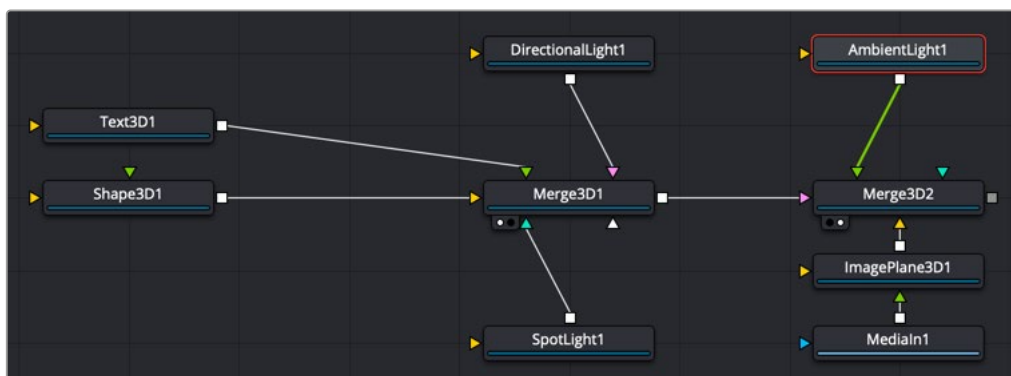 DirectionalLight1
AmbientLight1
Text3D1
Shape3D1
Merge3D1
Merge3D2
ImagePlane3D1
SpotLight1
MediaIn1